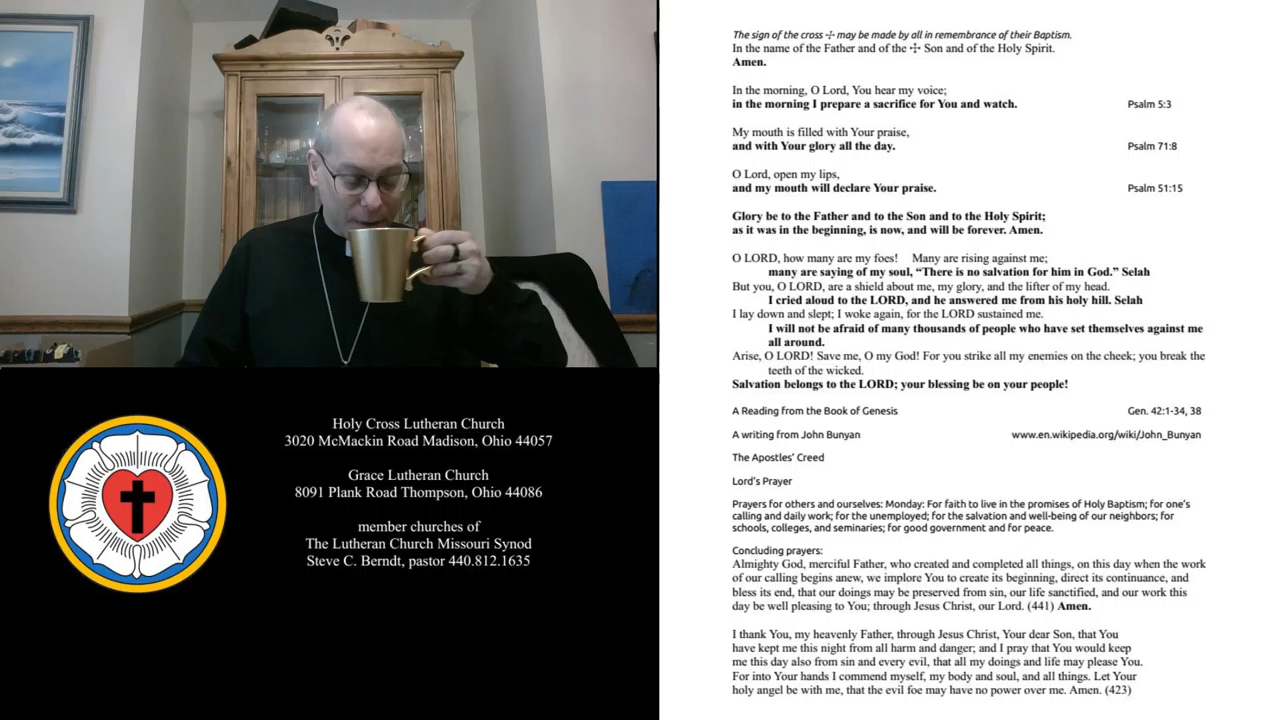 Holy Cross Lutheran Church
3020 McMackin Road Madison, Ohio 44057
Grace Lutheran Church
8091 Plank Road Thompson, Ohio 44086
member churches of
The Lutheran Church Missouri Synod
Steve C. Berndt, pastor 440.812.1635
The sign of the cross ☩ may be made by all in remembrance of their Baptism.
In the name of the Father and of the ☩ Son and of the Holy Spirit.
Amen.
In the morning, O Lord, You hear my voice;
in the morning I prepare a sacrifice for You and watch. Psalm 5:3
My mouth is filled with Your praise,
and with Your glory all the day. Psalm 71:8
O Lord, open my lips,
and my mouth will declare Your praise. Psalm 51:15
Glory be to the Father and to the Son and to the Holy Spirit;
as it was in the beginning, is now, and will be forever. Amen.
O LORD, how many are my foes! Many are rising against me;
many are saying of my soul, “There is no salvation for him in God.” Selah
But you, O LORD, are a shield about me, my glory, and the lifter of my head.
I cried aloud to the LORD, and he answered me from his holy hill. Selah
I lay down and slept; I woke again, for the LORD sustained me.
I will not be afraid of many thousands of people who have set themselves against me
all around.
Arise, O LORD! Save me, O my God! For you strike all my enemies on the cheek; you break the
teeth of the wicked.
Salvation belongs to the LORD; your blessing be on your people!
A Reading from the Book of Genesis Gen. 42:1-34, 38
A writing from John Bunyan www.en.wikipedia.org/wiki/John_Bunyan
The Apostles’ Creed
Lord’s Prayer
Prayers for others and ourselves: Monday: For faith to live in the promises of Holy Baptism; for one’s
calling and daily work; for the unemployed; for the salvation and well-being of our neighbors; for
schools, colleges, and seminaries; for good government and for peace.
Concluding prayers:
Almighty God, merciful Father, who created and completed all things, on this day when the work
of our calling begins anew, we implore You to create its beginning, direct its continuance, and
bless its end, that our doings may be preserved from sin, our life sanctified, and our work this
day be well pleasing to You; through Jesus Christ, our Lord. (441) Amen.
I thank You, my heavenly Father, through Jesus Christ, Your dear Son, that You
have kept me this night from all harm and danger; and I pray that You would keep
me this day also from sin and every evil, that all my doings and life may please You.
For into Your hands I commend myself, my body and soul, and all things. Let Your
holy angel be with me, that the evil foe may have no power over me. Amen. (423)